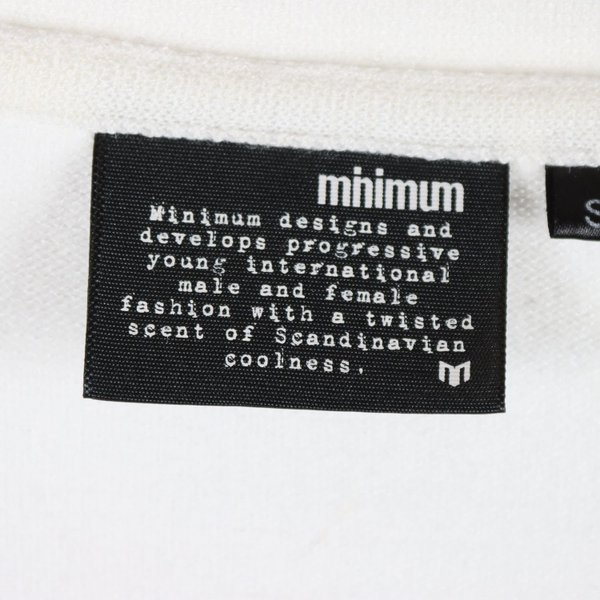 minimum
Minimum designs and
develops progressive
young international
male and female
fashion with a twisted
scent of Scandinavian
coolness.
S